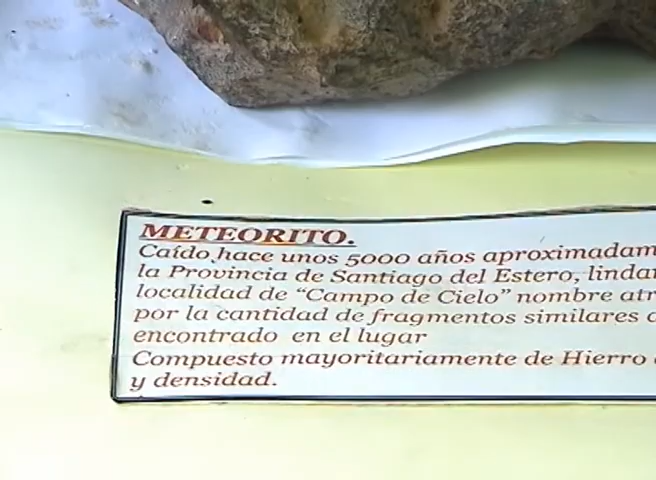 METEORITO.
Caído hace unos 5000 años aproximadam
la Provincia de Santiago del Estero, lindan
localidad de "Campo de Cielo" nombre atr
por la cantidad de fragmentos similares
encontrado en el lugar
Compuesto mayoritariamente de Hierro
y densidad.